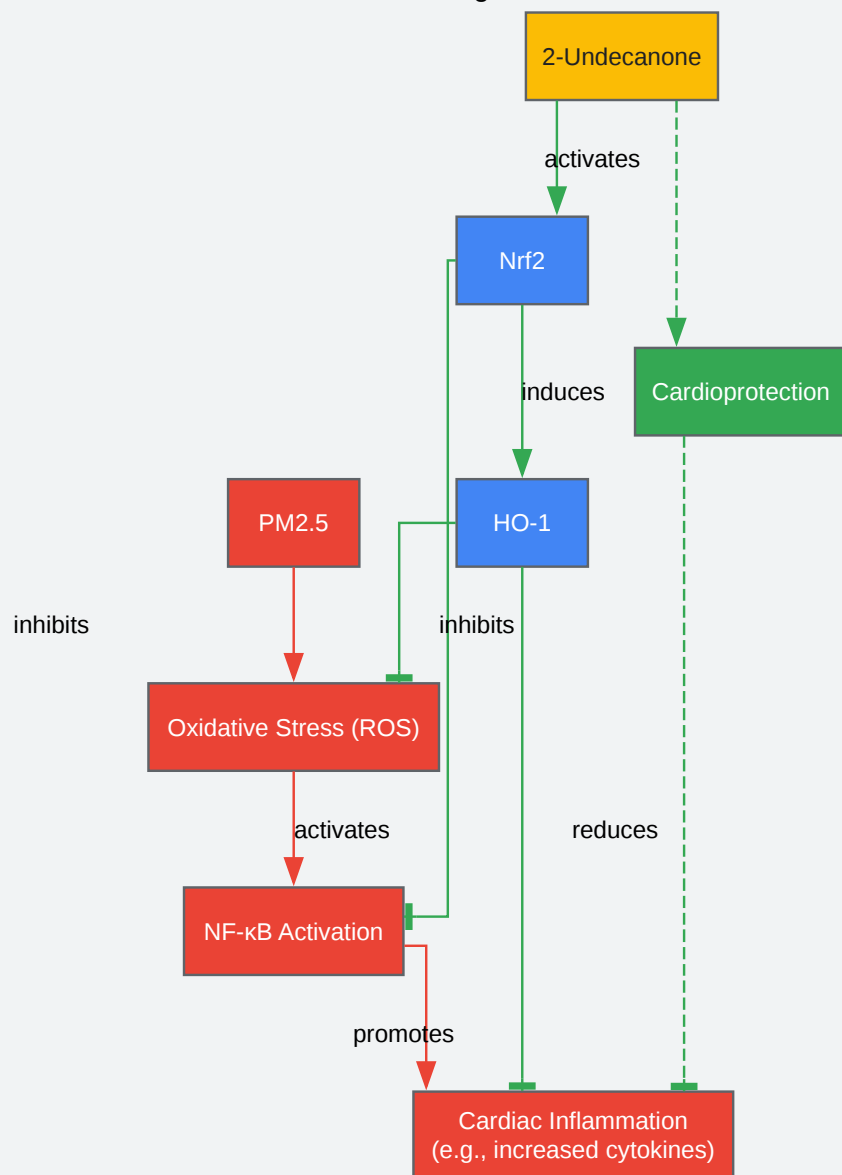 2-Undecanone
activates
Nrf2
Cardioprotection
induces
PM2.5
HO-1
inhibits
inhibits
Oxidative Stress (ROS)
activates
reduces
NF-κB Activation
promotes
Cardiac Inflammation
(e.g., increased cytokines)